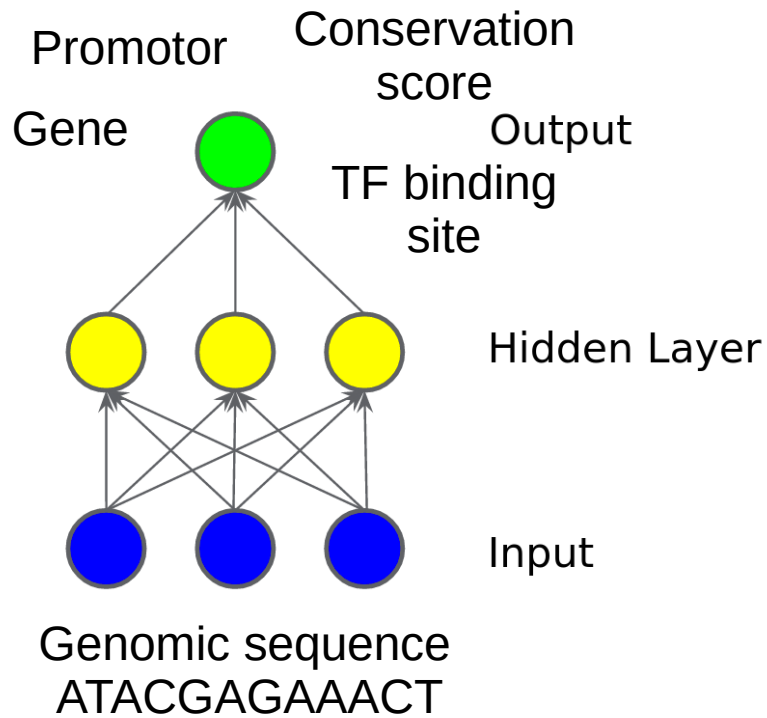 Promotor
Conservation
score
Gene
Output
TF binding
site
Hidden Layer
Input
Genomic sequence
ATACGAGAAACT